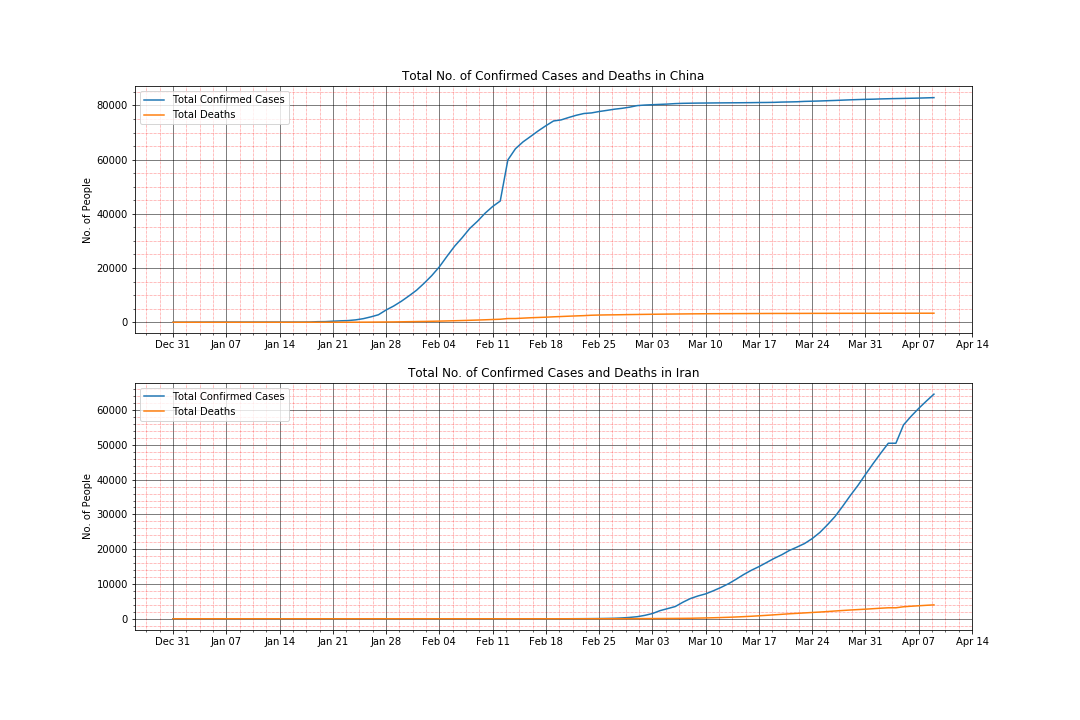 Total No. of Confirmed Cases and Deaths in China
Total Confirmed Cases
Total Deaths
No. of People
80000
60000
40000
20000
0
Dec 31 Jan 07 Jan 14 Jan 21 Jan 28 Feb 04 Feb 11 Feb 18 Feb 25 Mar 03 Mar 10 Mar 17 Mar 24 Mar 31 Apr 07 Apr 14
Total No. of Confirmed Cases and Deaths in Iran
Total Confirmed Cases
Total Deaths
No. of People
60000
50000
40000
30000
20000
10000
0
Dec 31 Jan 07 Jan 14 Jan 21 Jan 28 Feb 04 Feb 11 Feb 18 Feb 25 Mar 03 Mar 10 Mar 17 Mar 24 Mar 31 Apr 07 Apr 14